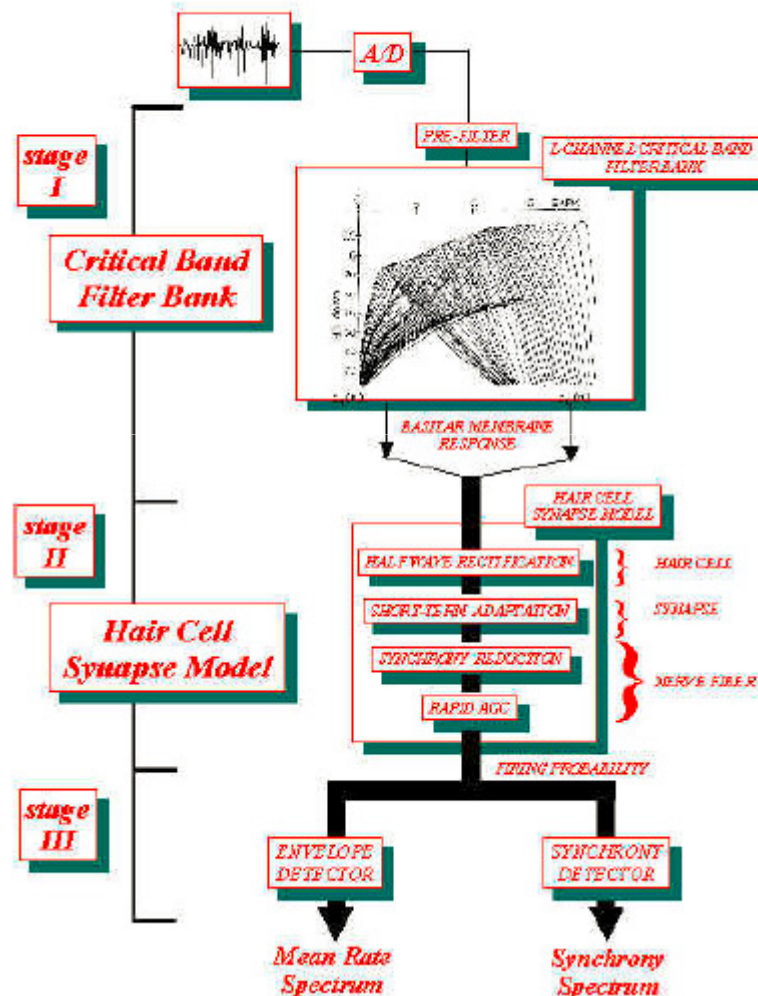 A/D
stage
I
PRE-FILTER
L-CHANNEL CRITICAL BAND
FILTERBANK
Critical Band
Filter Bank
BARK
BASILAR MEMBRANE
RESPONSE
stage
II
HAIR CELL
SYNAPSE MODEL
HALF WAVE RECTIFICATION
HAIR CELL
Hair Cell
Synapse Model
SHORT-TERM ADAPTATION
SYNAPSE
SYNCHRONY REDUCTION
NERVE FIBER
RAPID AGC
FIRING PROBABILITY
stage
III
ENVELOPE
DETECTOR
SYNCHRONY
DETECTOR
Mean Rate
Spectrum
Synchrony
Spectrum